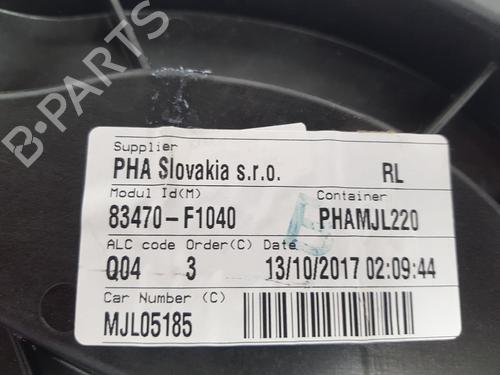 B-PARTS
Supplier
PHA Slovakia s.r.o. RL
Modul Id(M) Container
83470-F1040 PHAMJL220
ALC code Order(C) Date
Q04 3 13/10/2017 02:09:44
Car Number (C)
MJL05185